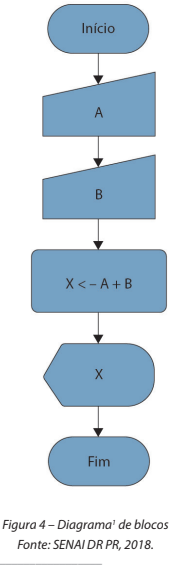 Início
A
B
X < – A + B
X
Fim
Figura 4 – Diagrama¹ de blocos
Fonte: SENAI DR PR, 2018.